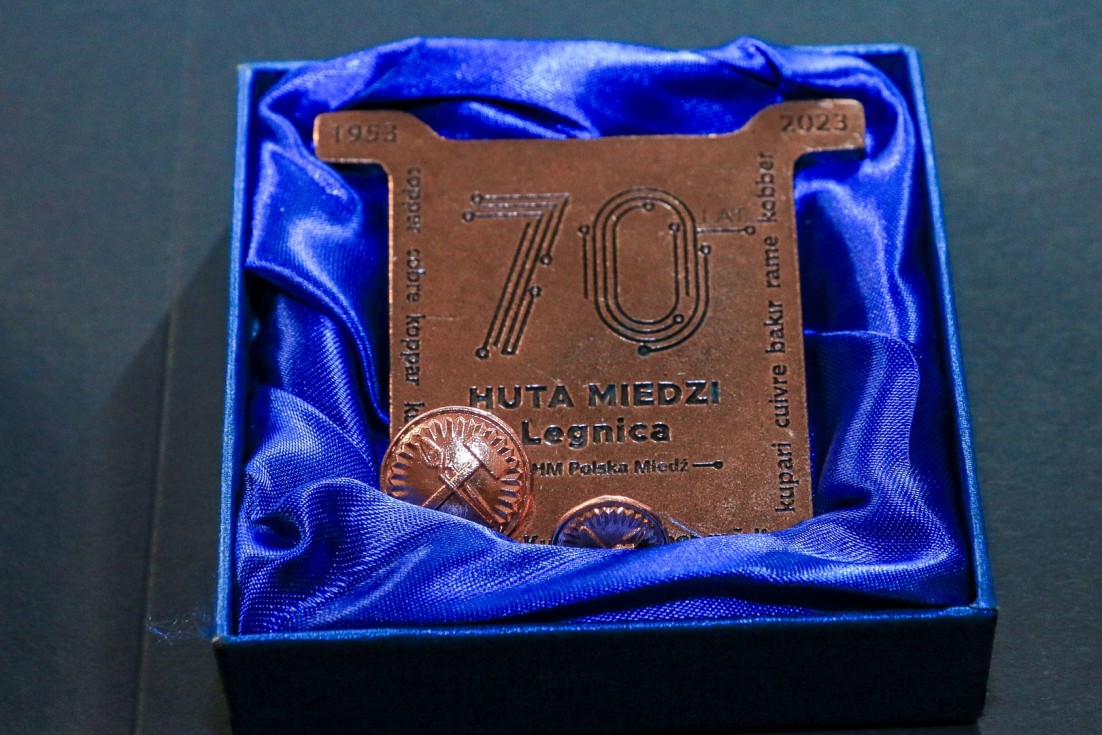 1953
2023
70
LAT
HUTA MIEDZI
Legnica
HM Polska Miedź
copper cobre koppar
kupari cuivre bakır rame kobber